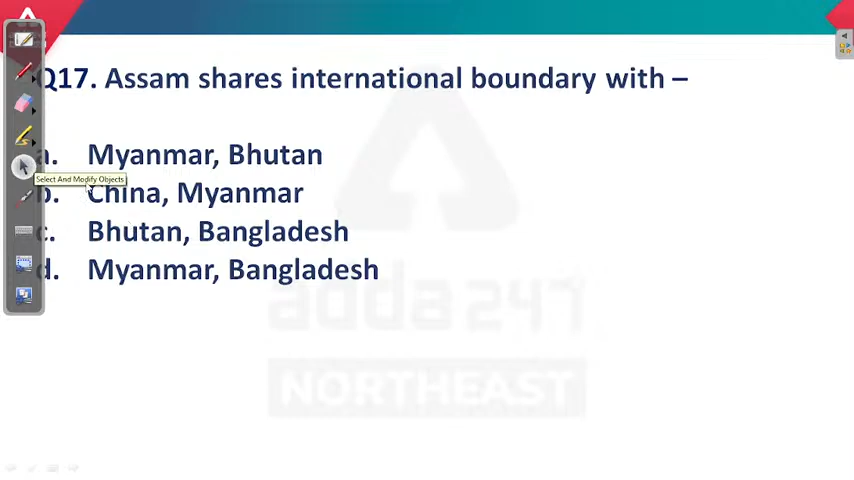 Q17. Assam shares international boundary with –
a. Myanmar, Bhutan
Select And Modify Objects
b. China, Myanmar
c. Bhutan, Bangladesh
d. Myanmar, Bangladesh
adda 247
NORTHEAST